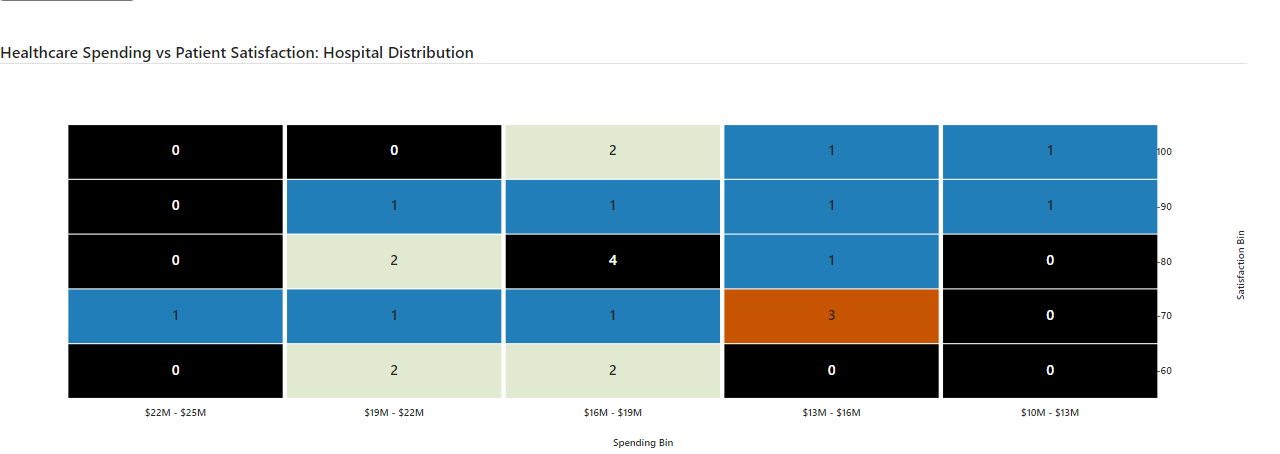 Healthcare Spending vs Patient Satisfaction: Hospital Distribution
0 0 2 1 1 100
0 1 1 1 1 -90
0 2 4 1 0 -80
1 1 1 3 0 -70
0 2 2 0 0 -60
Satisfaction Bin
$22M - $25M $19M - $22M $16M - $19M $13M - $16M $10M - $13M
Spending Bin